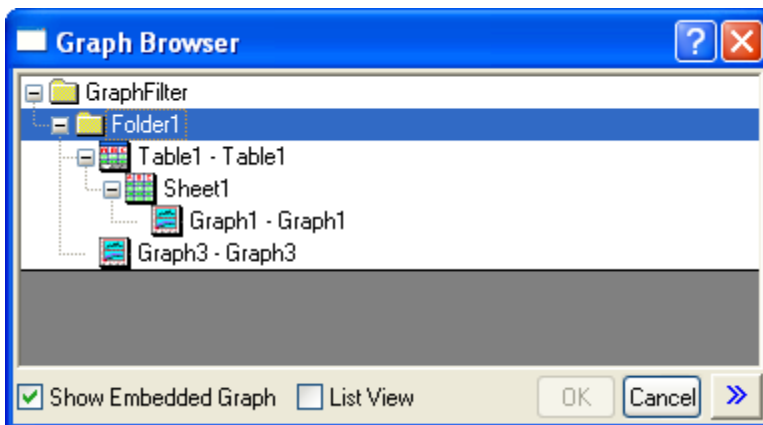 Graph Browser
GraphFilter
Folder1
Table1 - Table1
Sheet1
Graph1 - Graph1
Graph3 - Graph3
Show Embedded Graph List View OK Cancel